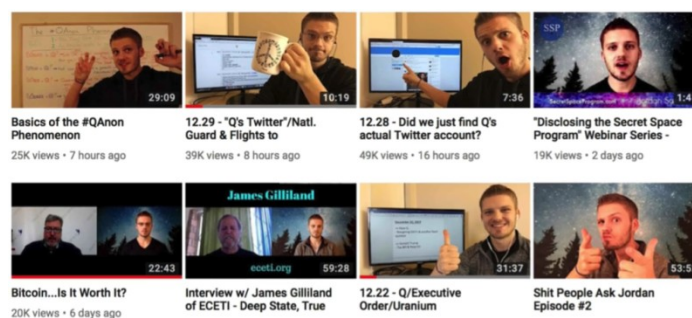 29:09
10:19
7:36
SSP
SecretSpaceProgram
1:4
Basics of the #QAnon
Phenomenon
25K views • 7 hours ago
12.29 - "Q's Twitter"/Natl.
Guard & Flights to
39K views • 8 hours ago
12.28 - Did we just find Q's
actual Twitter account?
49K views • 16 hours ago
"Disclosing the Secret Space
Program" Webinar Series -
19K views • 2 days ago
22:43
James Gilliland
eceti.org
59:28
31:37
53:5
Bitcoin...Is It Worth It?
20K views • 6 days ago
Interview w/ James Gilliland
of ECETI - Deep State, True
12.22 - Q/Executive
Order/Uranium
Shit People Ask Jordan
Episode #2